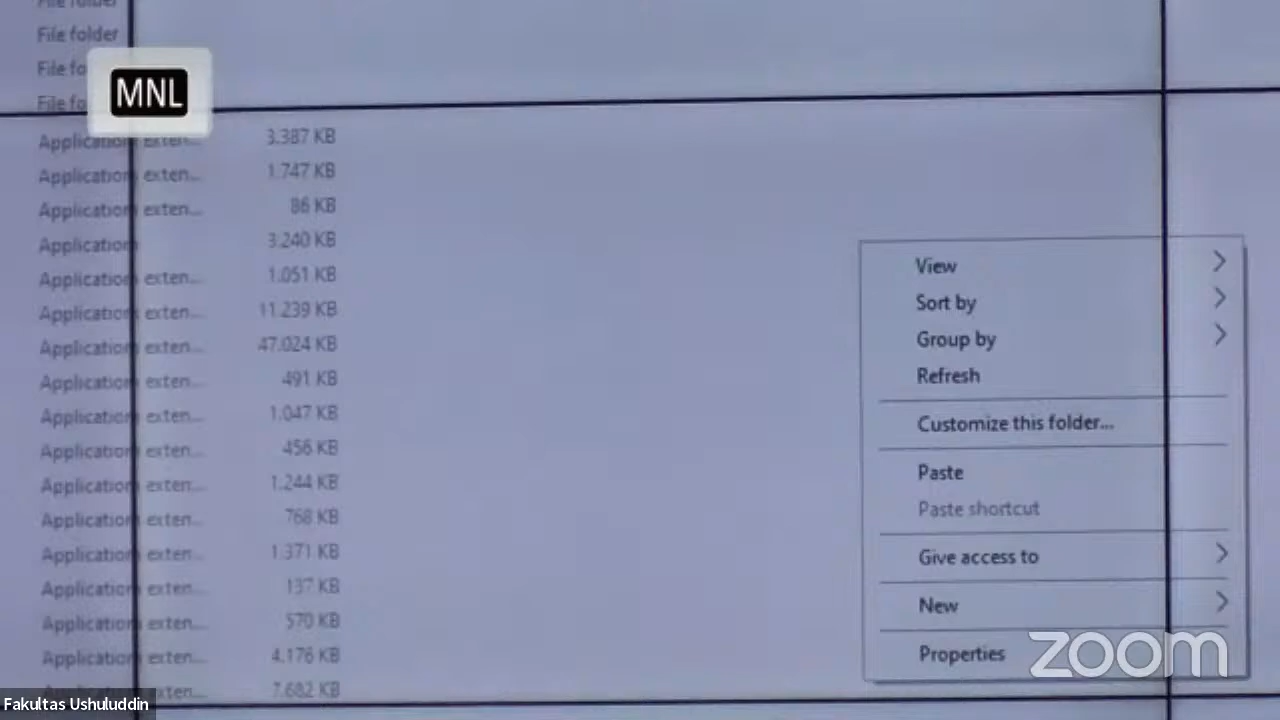 File folder
File folder
File fo
File fo
MNL
Application exten... 3.387 KB
Application exten... 1.747 KB
Application exten... 86 KB
Application 3.240 KB
Application exten... 1.051 KB
Application exten... 11.239 KB
Application exten... 47.024 KB
Application exten... 491 KB
Application exten... 1.047 KB
Application exten... 456 KB
Application exten... 1.244 KB
Application exten... 768 KB
Application exten... 1.371 KB
Application exten... 137 KB
Application exten... 570 KB
Application exten... 4.176 KB
Application exten... 7.682 KB
View
Sort by
Group by
Refresh
Customize this folder...
Paste
Paste shortcut
Give access to
New
Properties
zoom
Fakultas Ushuluddin